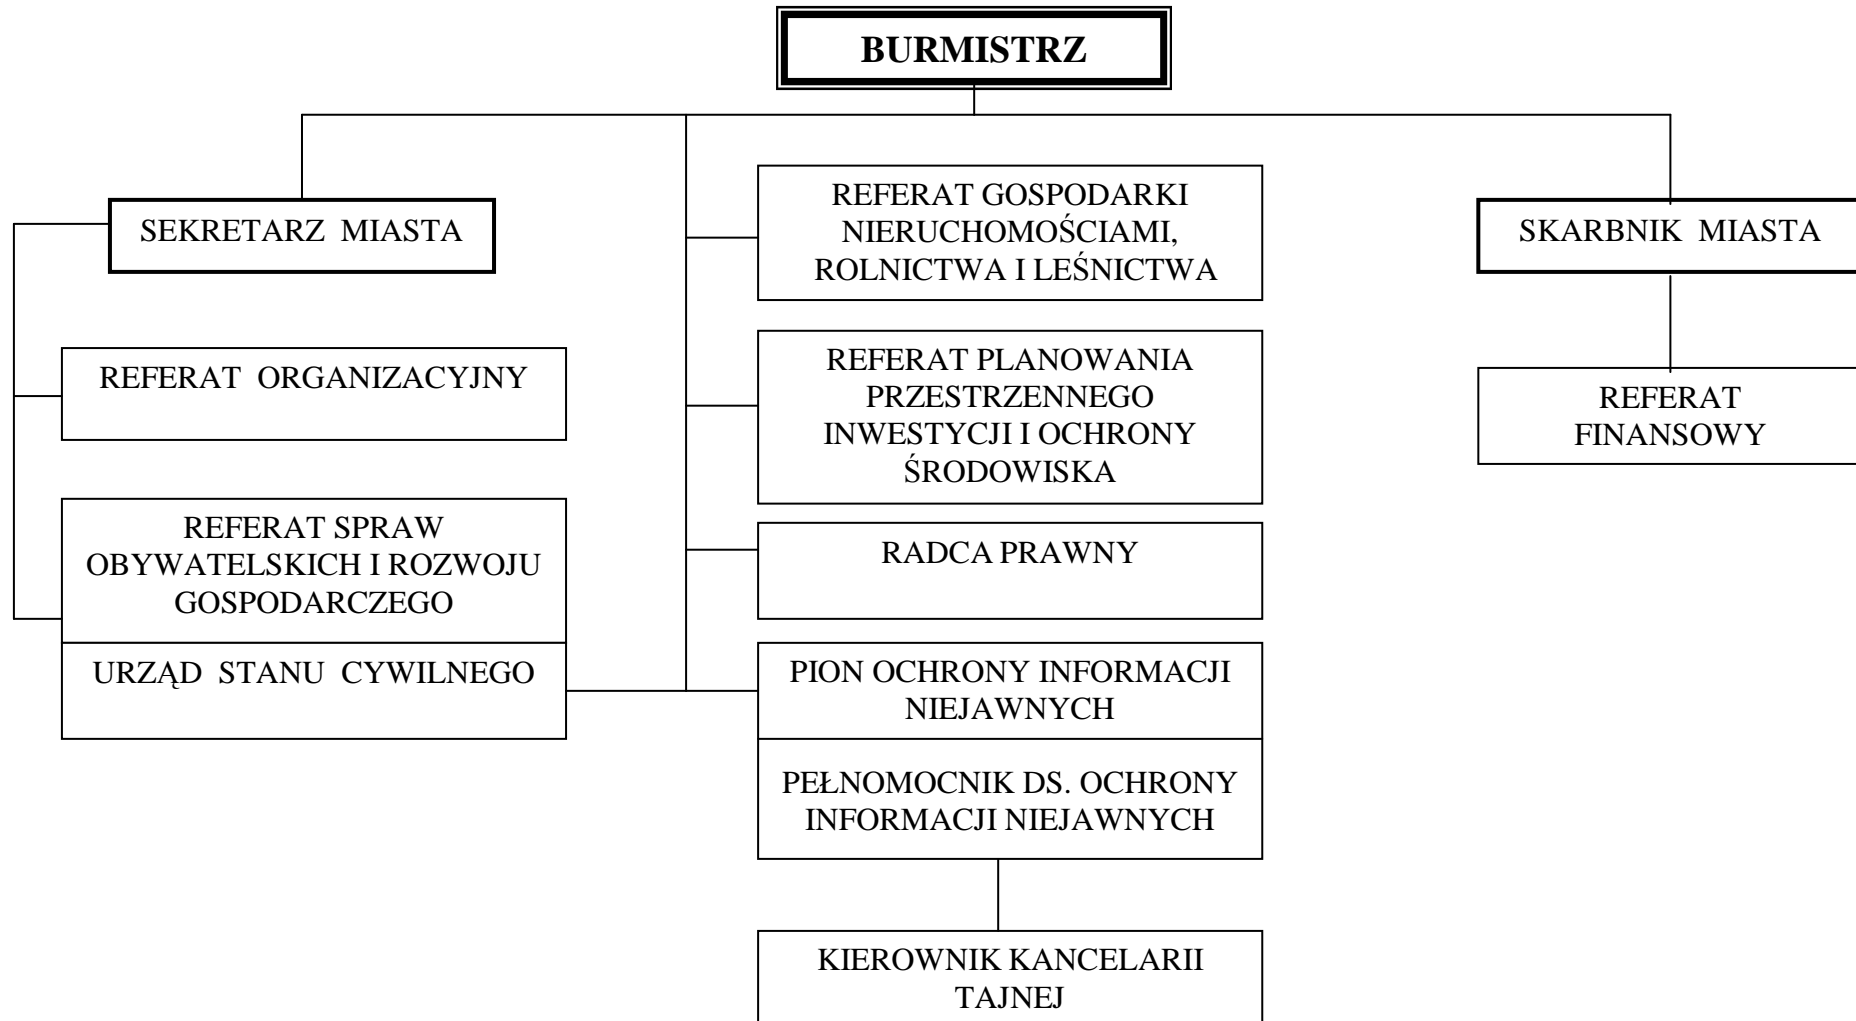 BURMISTRZ
SEKRETARZ MIASTA
REFERAT ORGANIZACYJNY
REFERAT SPRAW
OBYWATELSKICH I ROZWOJU
GOSPODARCZEGO
URZĄD STANU CYWILNEGO
REFERAT GOSPODARKI
NIERUCHOMOŚCIAMI,
ROLNICTWA I LEŚNICTWA
REFERAT PLANOWANIA
PRZESTRZENNEGO
INWESTYCJI I OCHRONY
ŚRODOWISKA
RADCA PRAWNY
PION OCHRONY INFORMACJI
NIEJAWNYCH
PEŁNOMOCNIK DS. OCHRONY
INFORMACJI NIEJAWNYCH
KIEROWNIK KANCELARII
TAJNEJ
SKARBNIK MIASTA
REFERAT
FINANSOWY